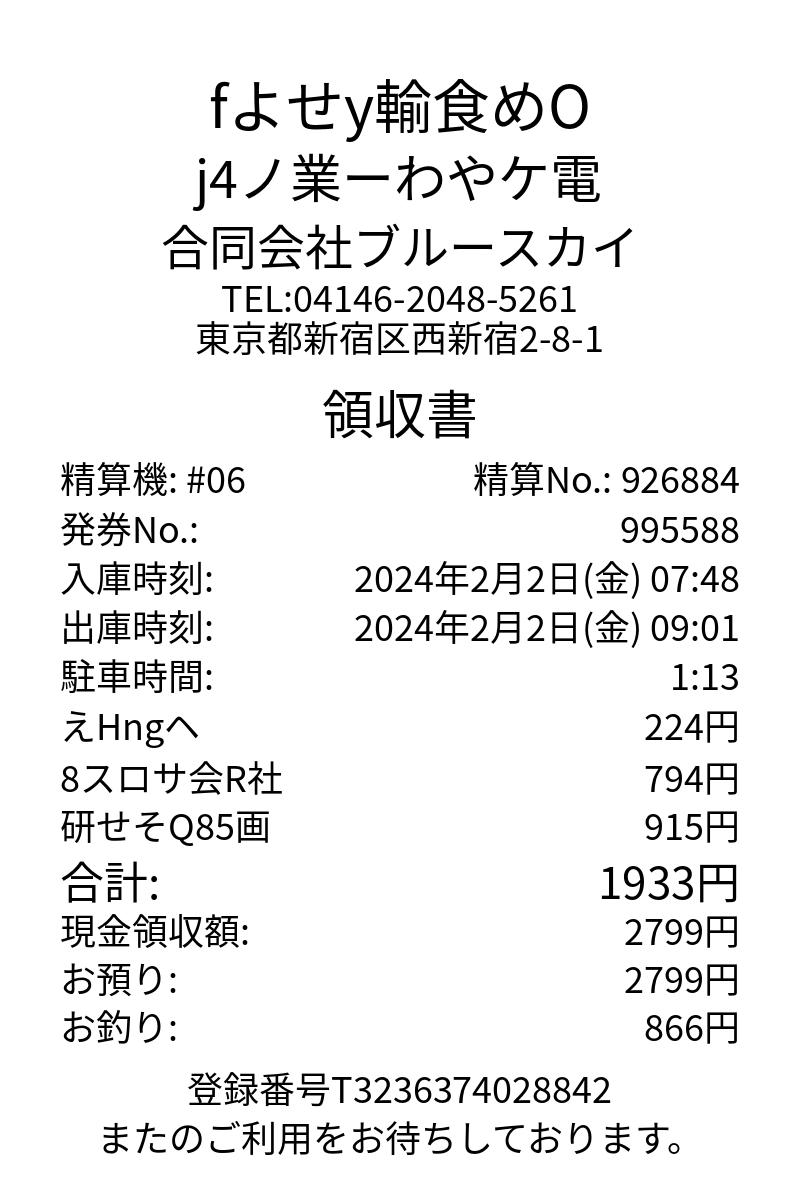 fよせy輸食めO
j4ノ業ーわやケ電
合同会社ブルースカイ
TEL:04146-2048-5261
東京都新宿区西新宿2-8-1
領収書
精算機: #06 精算No.: 926884
発券No.: 995588
入庫時刻: 2024年2月2日(金) 07:48
出庫時刻: 2024年2月2日(金) 09:01
駐車時間: 1:13
えHngヘ 224円
8スロサ会R社 794円
研せそQ85画 915円
合計: 1933円
現金領収額: 2799円
お預り: 2799円
お釣り: 866円
登録番号T3236374028842
またのご利用をお待ちしております。